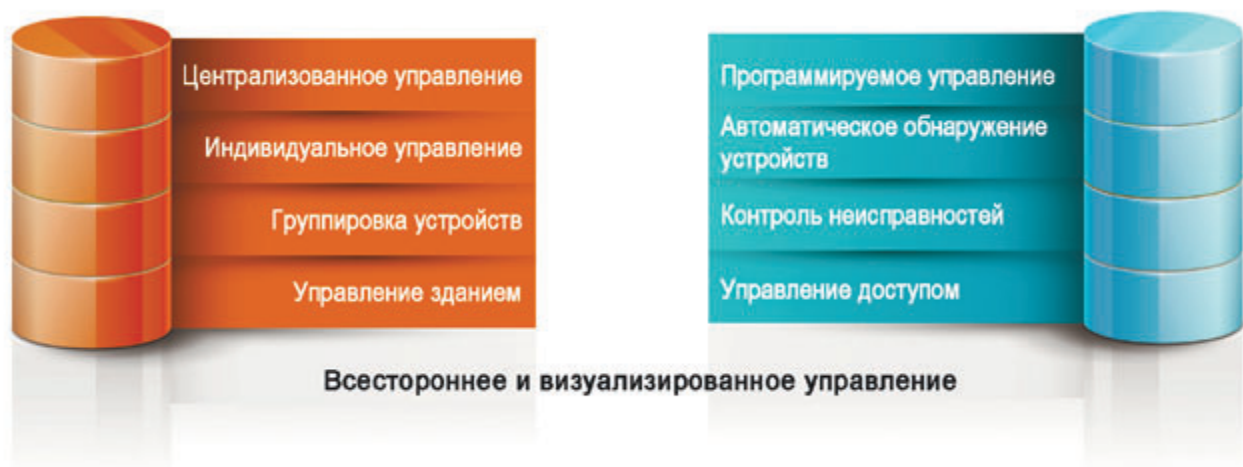 Централизованное управление
Индивидуальное управление
Группировка устройств
Управление зданием
Программируемое управление
Автоматическое обнаружение
устройств
Контроль неисправностей
Управление доступом
Всестороннее и визуализированное управление